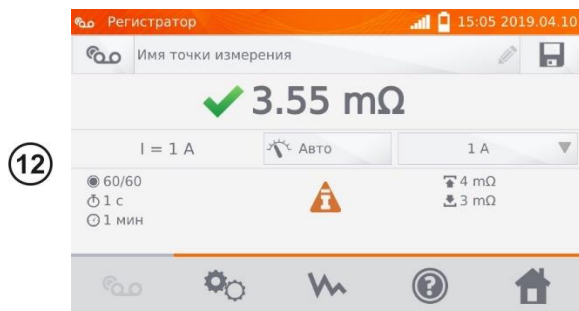 Регистратор 15:05 2019.04.10
Имя точки измерения
3.55 mΩ
I = 1 A Авто 1 A
12
60/60 4 mΩ
1 с 3 mΩ
1 мин